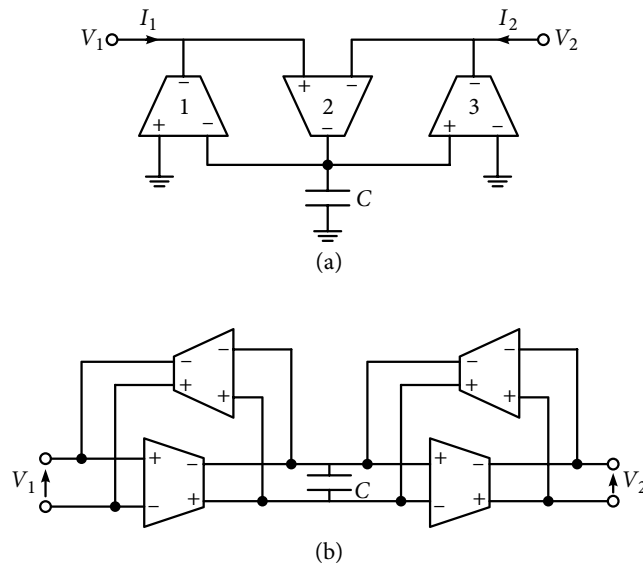 I1 I2
V1 V2
− + − −
1 2 3
+ − − + −
C
(a)
− − − −
+ + + +
+ − + −
V1 C V2
− + − +
(b)